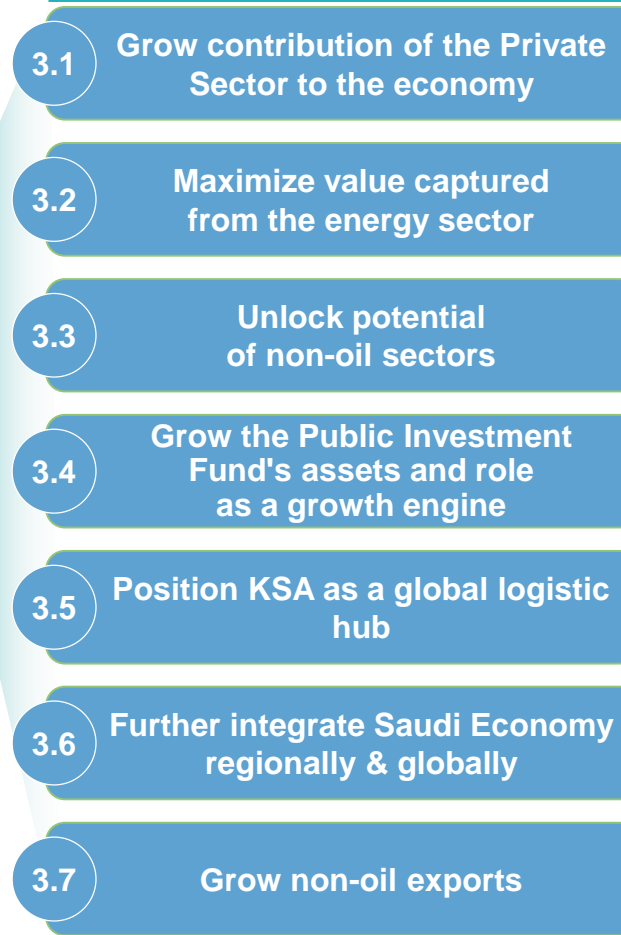 3.1
Grow contribution of the Private
Sector to the economy
3.2
Maximize value captured
from the energy sector
3.3
Unlock potential
of non-oil sectors
3.4
Grow the Public Investment
Fund's assets and role
as a growth engine
3.5
Position KSA as a global logistic
hub
3.6
Further integrate Saudi Economy
regionally & globally
3.7
Grow non-oil exports